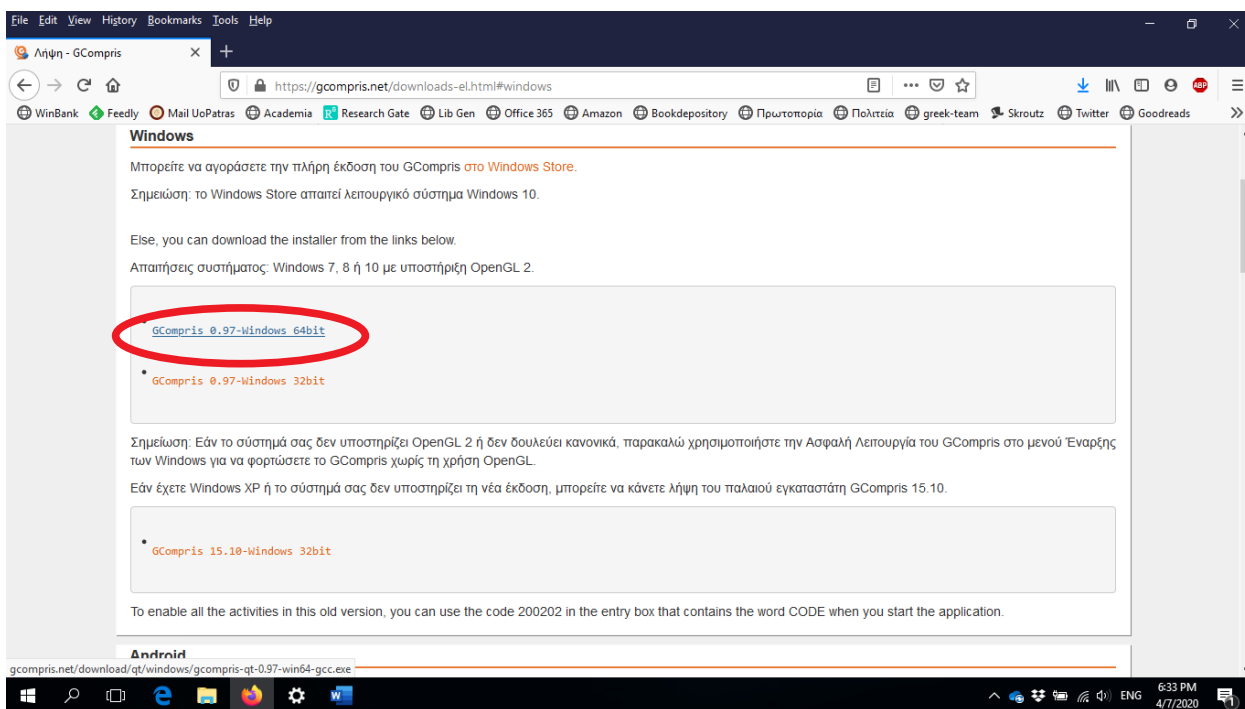 File Edit View History Bookmarks Tools Help
Λήψη - GCompris
https://gcompris.net/downloads-el.html#windows
WinBank Feedly Mail UoPatras Academia Research Gate Lib Gen Office 365 Amazon Bookdepository Πρωτοπορία Πολιτεία greek-team Skroutz Twitter Goodreads
Windows
Μπορείτε να αγοράσετε την πλήρη έκδοση του GCompris στο Windows Store.
Σημειώση: το Windows Store απαιτεί λειτουργικό σύστημα Windows 10.
Else, you can download the installer from the links below.
Απαιτήσεις συστήματος: Windows 7, 8 ή 10 με υποστήριξη OpenGL 2.
GCompris 0.97-Windows 64bit
GCompris 0.97-Windows 32bit
Σημείωση: Εάν το σύστημά σας δεν υποστηρίζει OpenGL 2 ή δεν δουλεύει κανονικά, παρακαλώ χρησιμοποιήστε την Ασφαλή Λειτουργία του GCompris στο μενού Έναρξης
των Windows για να φορτώσετε το GCompris χωρίς τη χρήση OpenGL.
Εάν έχετε Windows XP ή το σύστημά σας δεν υποστηρίζει τη νέα έκδοση, μπορείτε να κάνετε λήψη του παλαιού εγκαταστάτη GCompris 15.10.
GCompris 15.10-Windows 32bit
To enable all the activities in this old version, you can use the code 200202 in the entry box that contains the word CODE when you start the application.
Android
gcompris.net/download/qt/windows/gcompris-qt-0.97-win64-gcc.exe
ENG
6:33 PM
4/7/2020